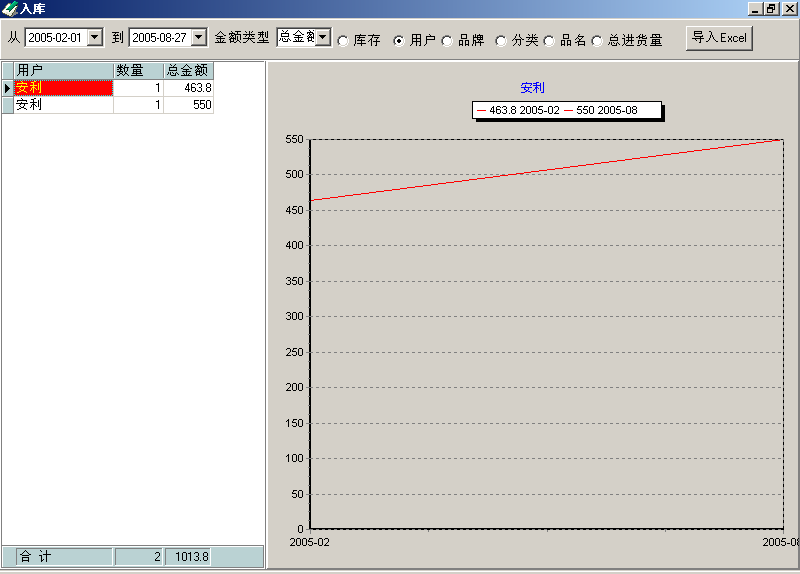 入库
从 2005-02-01 到 2005-08-27 金额类型 总金额 库存 用户 品牌 分类 品名 总进货量 导入Excel
用户 数量 总金额
安利 1 463.8
安利 1 550
合 计 2 1013.8
安利
463.8 2005-02 550 2005-08
550
500
450
400
350
300
250
200
150
100
50
0
2005-02 2005-08